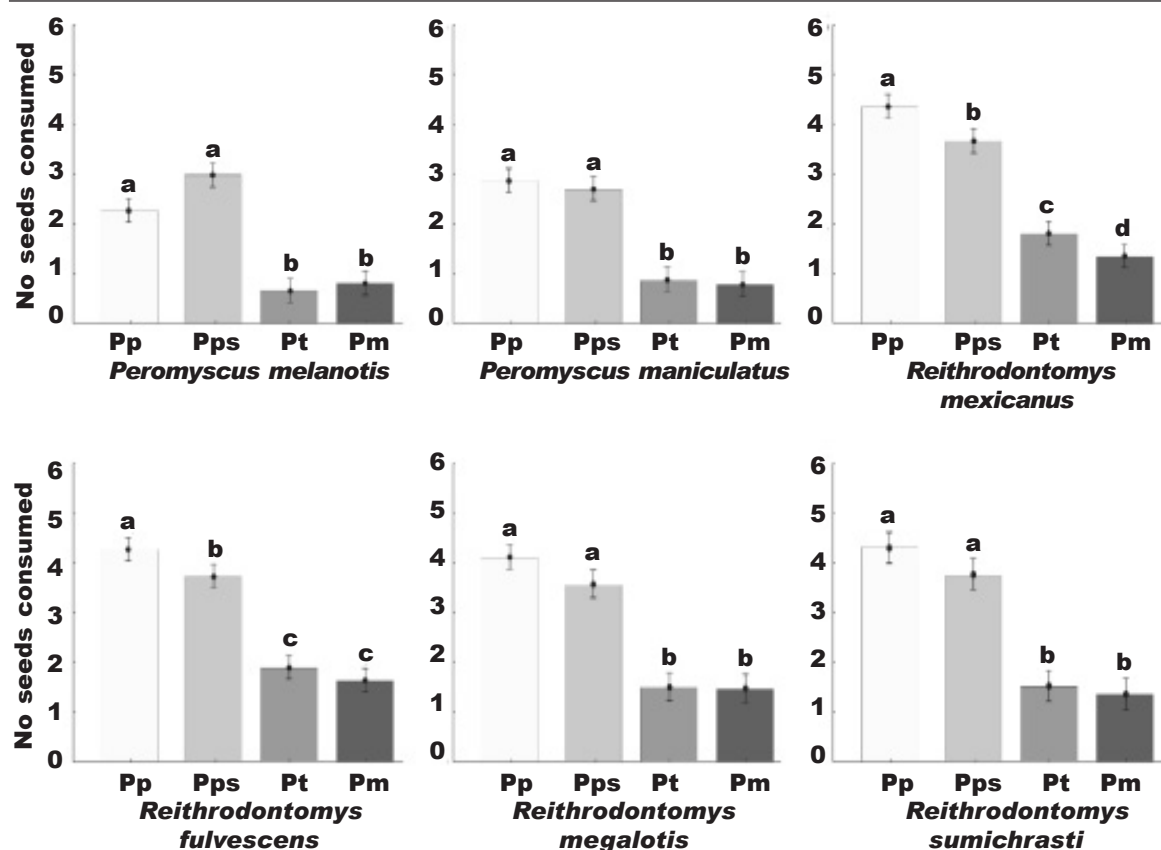 No seeds consumed
6
5
4
3
2
1
0
a
a
b
b
Pp Pps Pt Pm
Peromyscus melanotis
6
5
4
3
2
1
0
a
a
b
b
Pp Pps Pt Pm
Peromyscus maniculatus
6
5
4
3
2
1
0
a
b
c
d
Pp Pps Pt Pm
Reithrodontomys
mexicanus
No seeds consumed
6
5
4
3
2
1
0
a
b
c
c
Pp Pps Pt Pm
Reithrodontomys
fulvescens
6
5
4
3
2
1
0
a
a
b
b
Pp Pps Pt Pm
Reithrodontomys
megalotis
6
5
4
3
2
1
0
a
a
b
b
Pp Pps Pt Pm
Reithrodontomys
sumichrasti